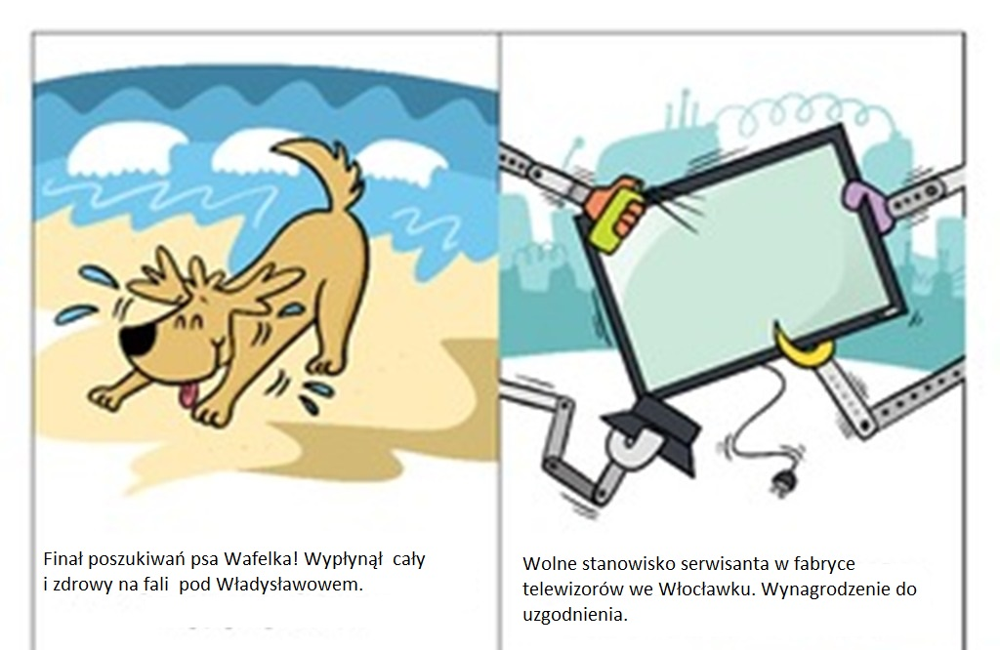 Finał poszukiwań psa Wafelka! Wypłynął cały
i zdrowy na fali pod Władysławowem.
Wolne stanowisko serwisanta w fabryce
telewizorów we Włocławku. Wynagrodzenie do
uzgodnienia.